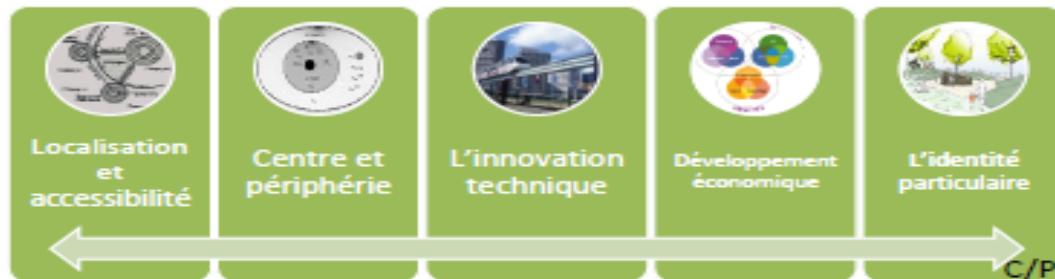 Localisation
et
accessibilité
Centre et
périphérie
L'innovation
technique
Développement
économique
L'identité
particulaire
C/P